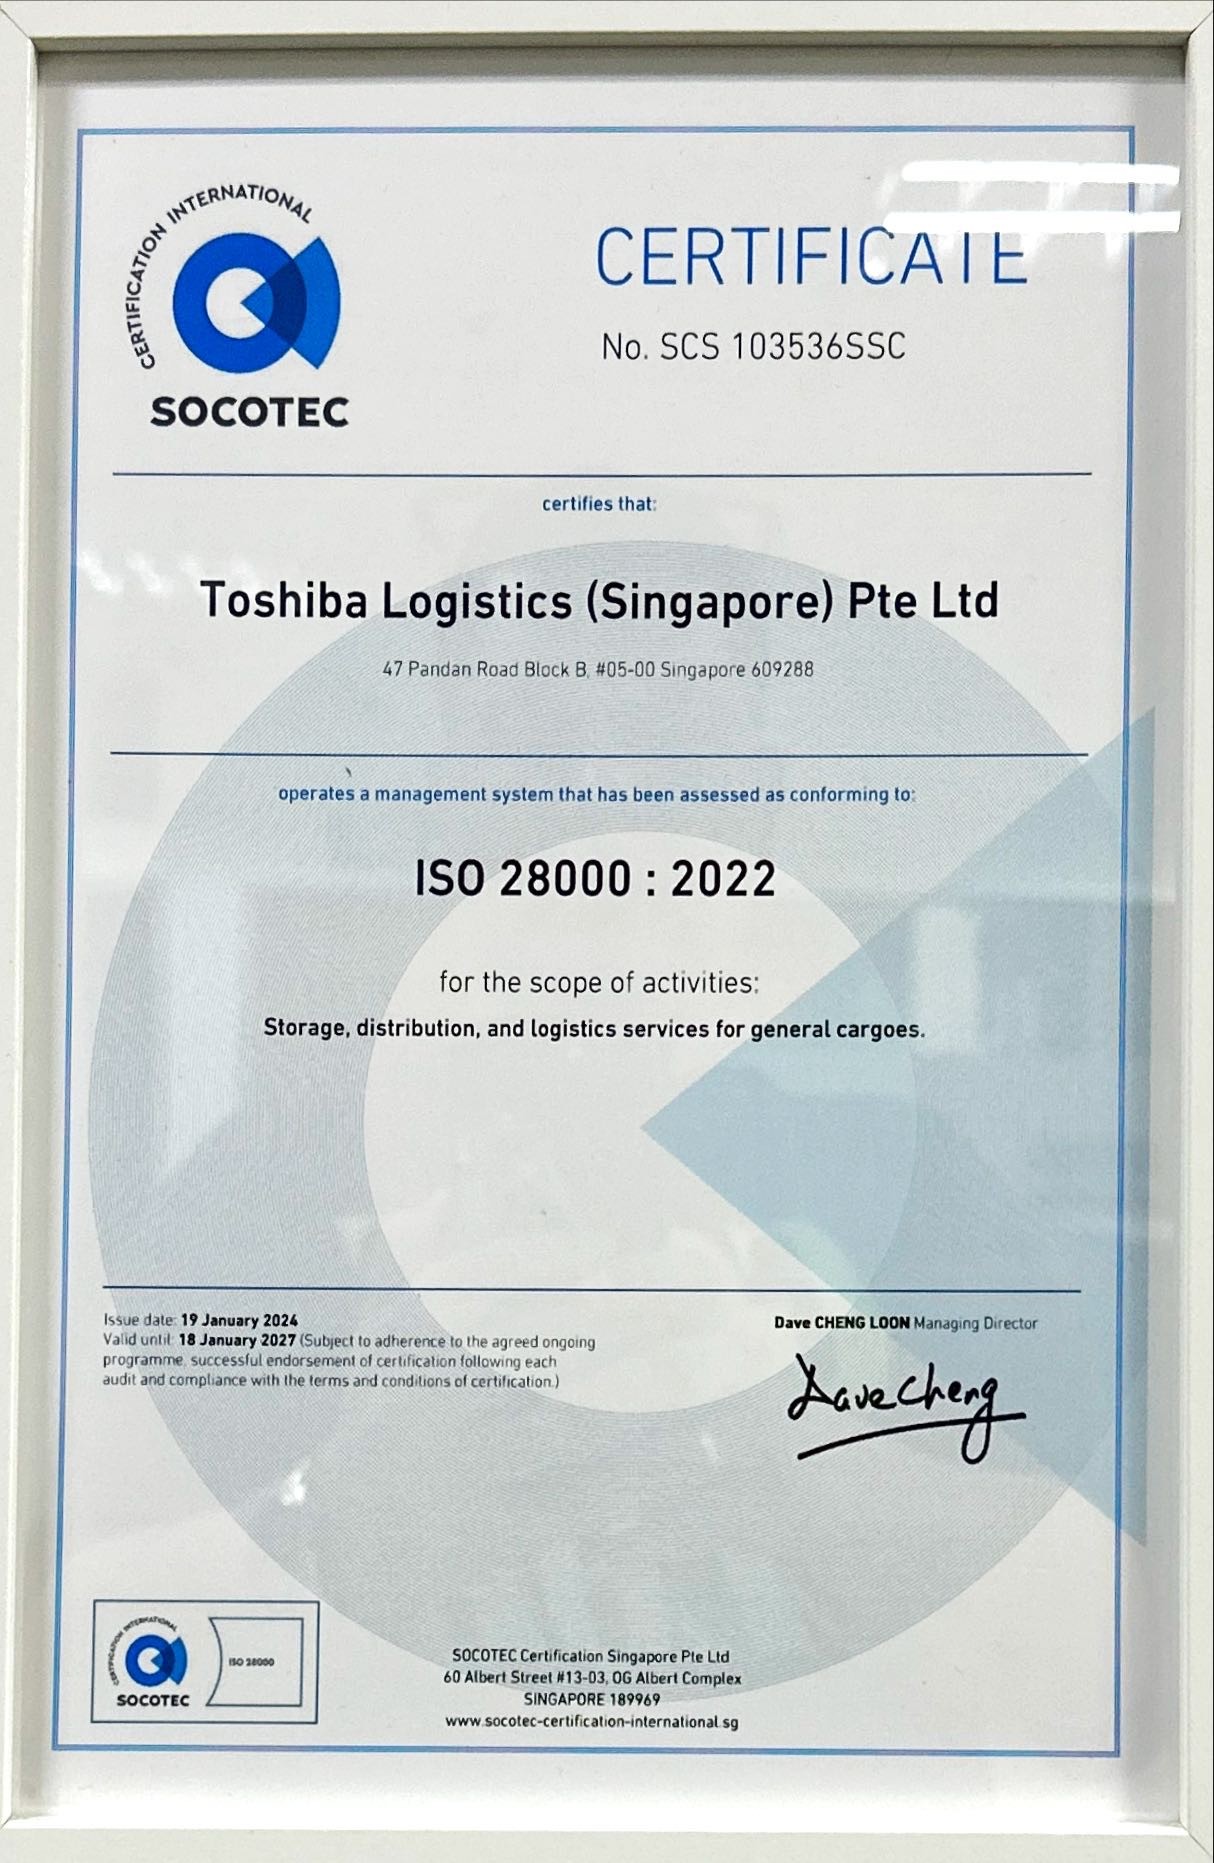 CERTIFICATION INTERNATIONAL
SOCOTEC
CERTIFICATE
No. SCS 103536SSC
certifies that:
Toshiba Logistics (Singapore) Pte Ltd
47 Pandan Road Block B, #05-00 Singapore 609288
operates a management system that has been assessed as conforming to:
ISO 28000 : 2022
for the scope of activities:
Storage, distribution, and logistics services for general cargoes.
Issue date: 19 January 2024
Valid until: 18 January 2027 (Subject to adherence to the agreed ongoing
programme, successful endorsement of certification following each
audit and compliance with the terms and conditions of certification.)
Dave CHENG LOON Managing Director
Dave Cheng
CERTIFICATION INTERNATIONAL
SOCOTEC
ISO 28000
SOCOTEC Certification Singapore Pte Ltd
60 Albert Street #13-03, OG Albert Complex
SINGAPORE 189969
www.socotec-certification-international.sg